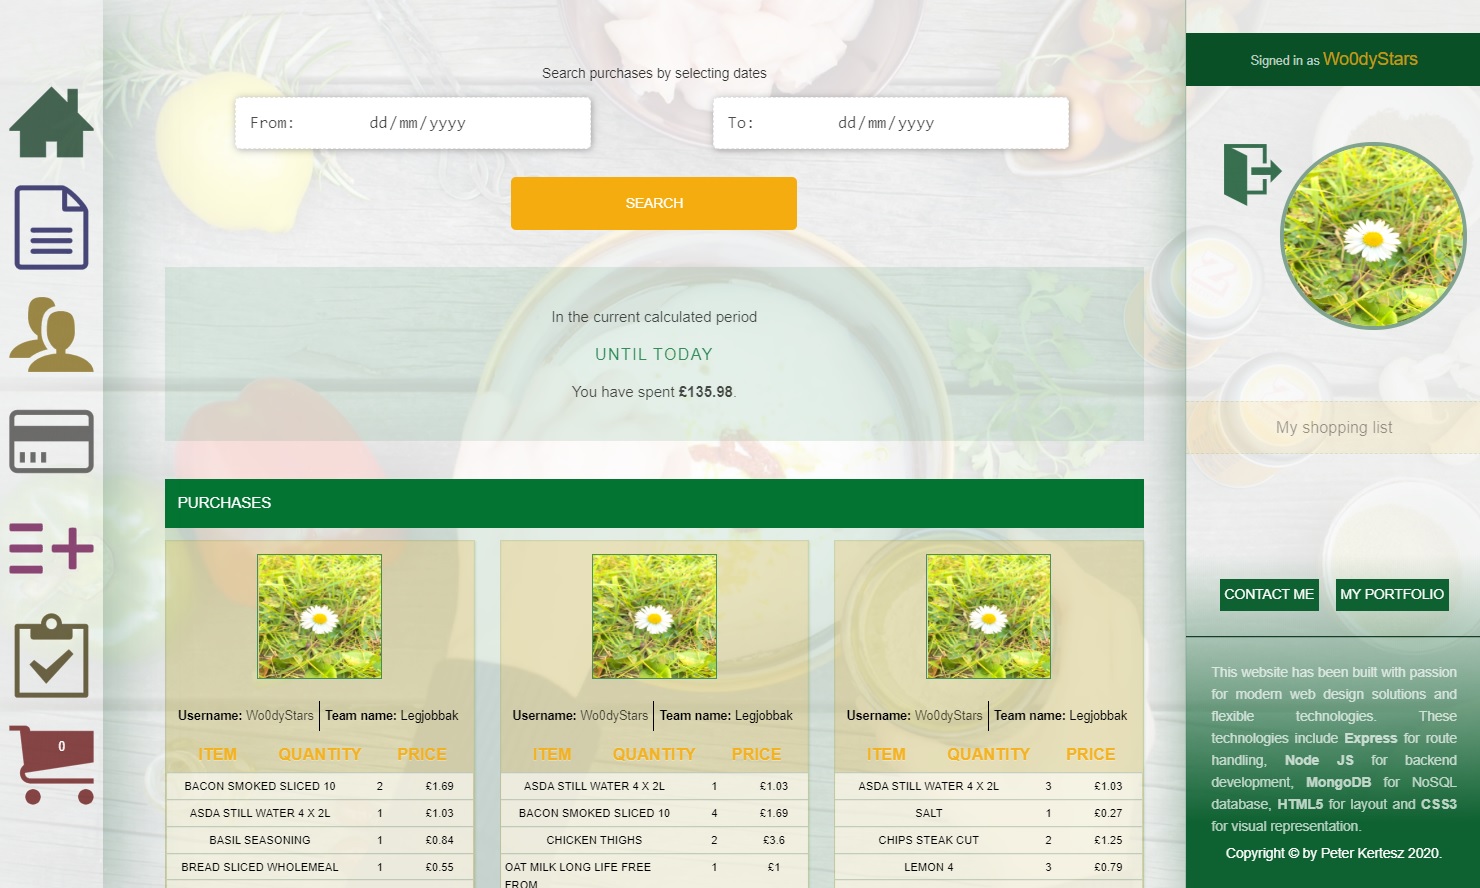 Signed in as Wo0dyStars
Search purchases by selecting dates
From: dd/mm/yyyy
To: dd/mm/yyyy
SEARCH
In the current calculated period
UNTIL TODAY
You have spent £135.98.
My shopping list
PURCHASES
Username: Wo0dyStars Team name: Legjobbak
ITEM QUANTITY PRICE
BACON SMOKED SLICED 10 2 £1.69
ASDA STILL WATER 4 X 2L 1 £1.03
BASIL SEASONING 1 £0.84
BREAD SLICED WHOLEMEAL 1 £0.55
Username: Wo0dyStars Team name: Legjobbak
ITEM QUANTITY PRICE
ASDA STILL WATER 4 X 2L 1 £1.03
BACON SMOKED SLICED 10 4 £1.69
CHICKEN THIGHS 2 £3.6
OAT MILK LONG LIFE FREE 1 £1
FROM
Username: Wo0dyStars Team name: Legjobbak
ITEM QUANTITY PRICE
ASDA STILL WATER 4 X 2L 3 £1.03
SALT 1 £0.27
CHIPS STEAK CUT 2 £1.25
LEMON 4 3 £0.79
0
CONTACT ME
MY PORTFOLIO
This website has been built with passion
for modern web design solutions and
flexible technologies. These
technologies include Express for route
handling, Node JS for backend
development, MongoDB for NoSQL
database, HTML5 for layout and CSS3
for visual representation.
Copyright © by Peter Kertesz 2020.